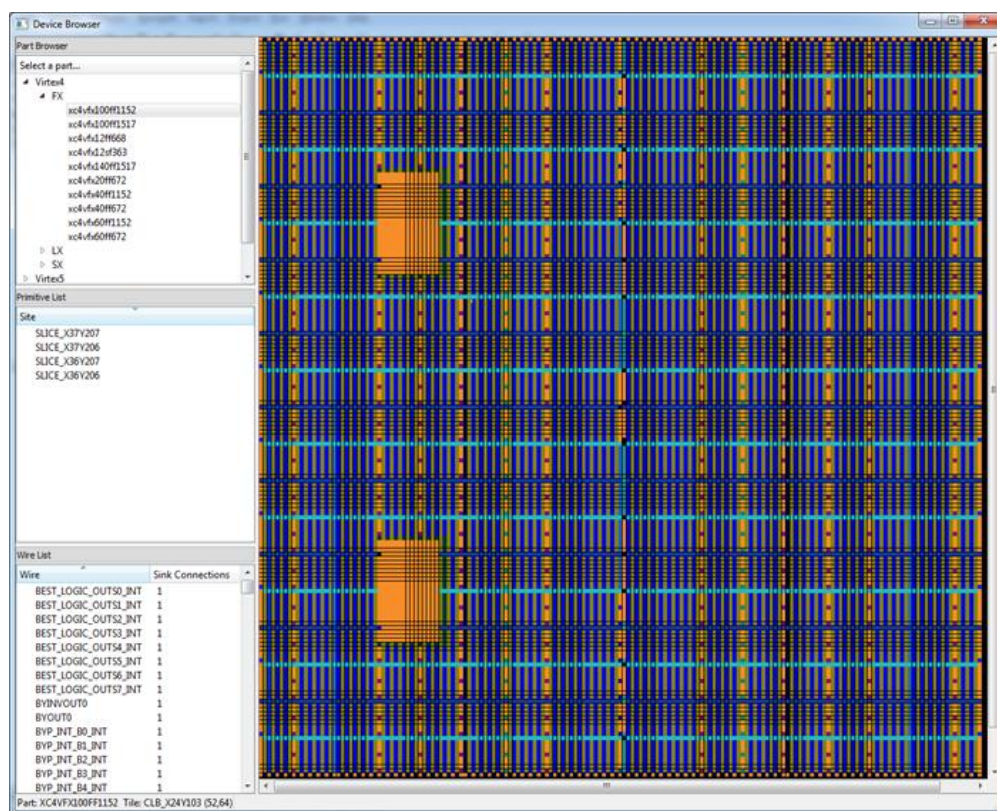 Device Browser
Part Browser
Select a part...
Virtex4
FX
xc4vfx100ff1152
xc4vfx100ff1517
xc4vfx12ff668
xc4vfx12sf363
xc4vfx140ff1517
xc4vfx20ff672
xc4vfx40ff1152
xc4vfx40ff672
xc4vfx60ff1152
xc4vfx60ff672
LX
SX
Virtex5
Primitive List
Site
SLICE_X37Y207
SLICE_X37Y206
SLICE_X36Y207
SLICE_X36Y206
Wire List
Wire Sink Connections
BEST_LOGIC_OUTS0_INT 1
BEST_LOGIC_OUTS1_INT 1
BEST_LOGIC_OUTS2_INT 1
BEST_LOGIC_OUTS3_INT 1
BEST_LOGIC_OUTS4_INT 1
BEST_LOGIC_OUTS5_INT 1
BEST_LOGIC_OUTS6_INT 1
BEST_LOGIC_OUTS7_INT 1
BYINVOUT0 1
BYOUT0 1
BYP_INT_B0_INT 1
BYP_INT_B1_INT 1
BYP_INT_B2_INT 1
BYP_INT_B3_INT 1
BYP_INT_B4_INT 1
Part: XC4VFX100FF1152 Tile: CLB_X24Y103 (52,64)